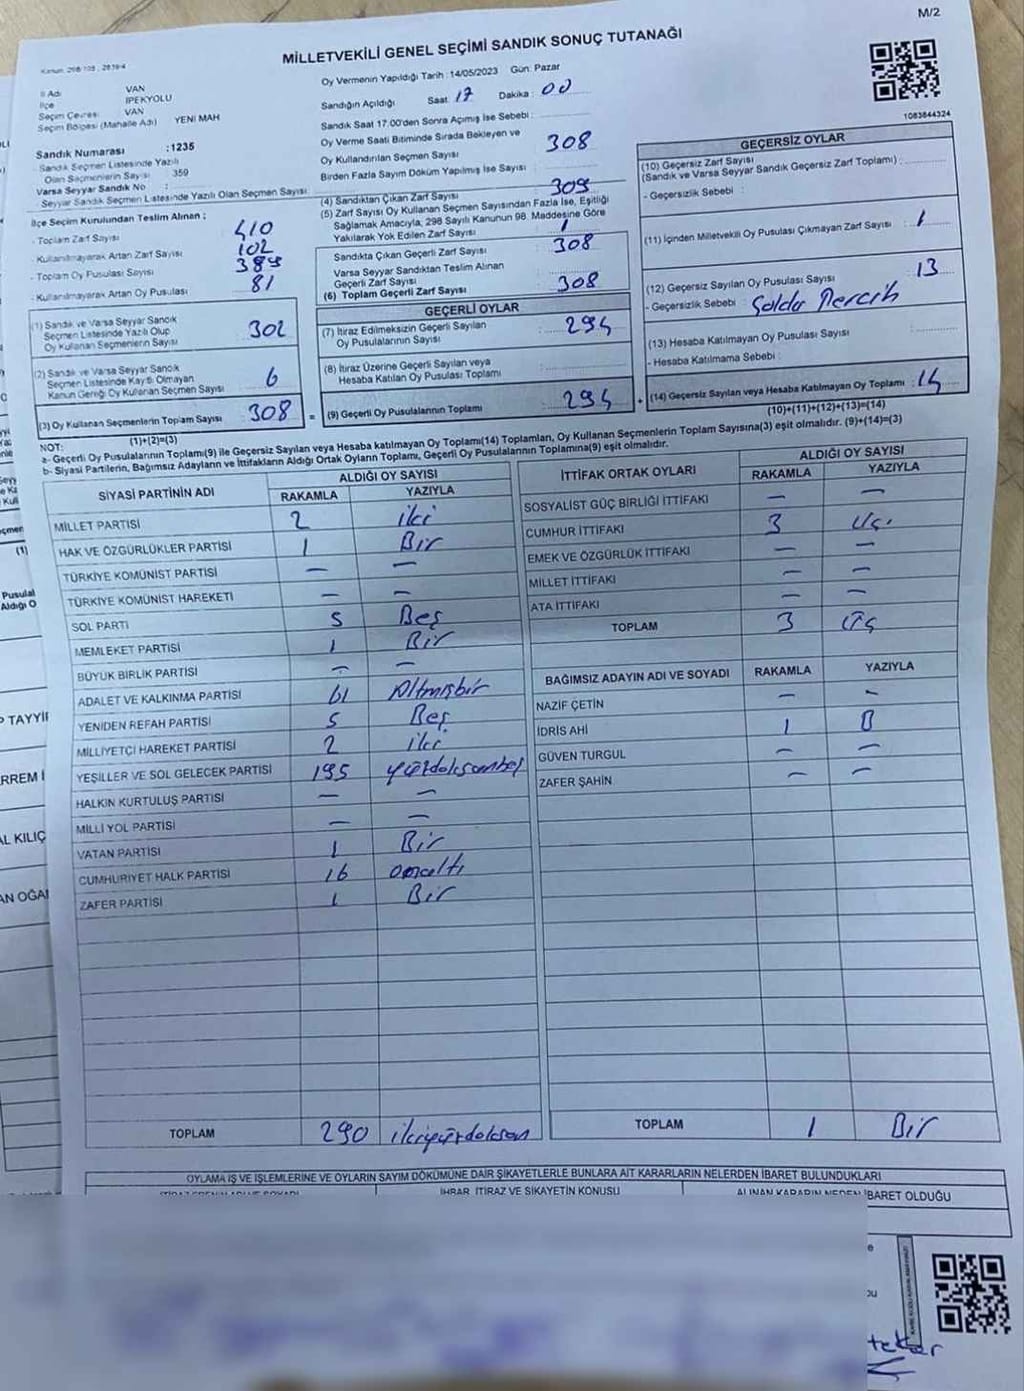 M/2
Kanun: 298/105, 2839/4
MİLLETVEKİLİ GENEL SEÇİMİ SANDIK SONUÇ TUTANAĞI
İl Adı VAN
İlçe İPEKYOLU
Seçim Çevresi VAN
Seçim Bölgesi (Mahalle Adı) YENİ MAH
Sandık Numarası :1235
Sandık Seçmen Listesinde Yazılı
Olan Seçmenlerin Sayısı 359
Varsa Seyyar Sandık No :
Seyyar Sandık Seçmen Listesinde Yazılı Olan Seçmen Sayısı
İlçe Seçim Kurulundan Teslim Alınan ;
- Toplam Zarf Sayısı 410
- Kullanılmayarak Artan Zarf Sayısı 102
- Toplam Oy Pusulası Sayısı
- Kullanılmayarak Artan Oy Pusulası 81
(1) Sandık ve Varsa Seyyar Sandık
Seçmen Listesinde Yazılı Olup
Oy Kullanan Seçmenlerin Sayısı 302
(2) Sandık ve Varsa Seyyar Sandık
Seçmen Listesinde Kayıtlı Olmayan
Kanun Gereği Oy Kullanan Seçmen Sayısı 6
(3) Oy Kullanan Seçmenlerin Toplam Sayısı 308
(1)+(2)=(3)
Oy Vermenin Yapıldığı Tarih : 14/05/2023 Gün: Pazar
Sandığın Açıldığı Saat: 17 Dakika : 00
Sandık Saat 17:00'den Sonra Açımış İse Sebebi :
Oy Verme Saati Bitiminde Sırada Bekleyen ve
Oy Kullandırılan Seçmen Sayısı 308
Birden Fazla Sayım Döküm Yapılmış İse Sayısı :
(4) Sandıktan Çıkan Zarf Sayısı 309
(5) Zarf Sayısı Oy Kullanan Seçmen Sayısından Fazla İse, Eşitliği
Sağlamak Amacıyla, 298 Sayılı Kanunun 98. Maddesine Göre
Yakılarak Yok Edilen Zarf Sayısı 1
Sandıkta Çıkan Geçerli Zarf Sayısı 308
Varsa Seyyar Sandıktan Teslim Alınan
Geçerli Zarf Sayısı
(6) Toplam Geçerli Zarf Sayısı 308
GEÇERLİ OYLAR
(7) İtiraz Edilmeksizin Geçerli Sayılan
Oy Pusulalarının Sayısı : 294
(8) İtiraz Üzerine Geçerli Sayılan veya
Hesaba Katılan Oy Pusulası Toplamı
= (9) Geçerli Oy Pusulalarının Toplamı : 294 +
1083844324
GEÇERSİZ OYLAR
(10) Geçersiz Zarf Sayısı
(Sandık ve Varsa Seyyar Sandık Geçersiz Zarf Toplamı) :
- Geçersizlik Sebebi :
(11) İçinden Milletvekili Oy Pusulası Çıkmayan Zarf Sayısı : 1
(12) Geçersiz Sayılan Oy Pusulası Sayısı : 13
- Geçersizlik Sebebi :
(13) Hesaba Katılmayan Oy Pusulası Sayısı :
- Hesaba Katılmama Sebebi :
(14) Geçersiz Sayılan veya Hesaba Katılmayan Oy Toplamı : 14
(10)+(11)+(12)+(13)=(14)
NOT:
a- Geçerli Oy Pusulalarının Toplamı(9) ile Geçersiz Sayılan veya Hesaba katılmayan Oy Toplamı(14) Toplamları, Oy Kullanan Seçmenlerin Toplam Sayısına(3) eşit olmalıdır. (9)+(14)=(3)
b- Siyasi Partilerin, Bağımsız Adayların ve İttifakların Aldığı Ortak Oyların Toplamı, Geçerli Oy Pusulalarının Toplamına(9) eşit olmalıdır.
SİYASİ PARTİNİN ADI ALDIĞI OY SAYISI
RAKAMLA YAZIYLA
MİLLET PARTİSİ 2 iki
HAK VE ÖZGÜRLÜKLER PARTİSİ 1 Bir
TÜRKİYE KOMÜNİST PARTİSİ — —
TÜRKİYE KOMÜNİST HAREKETİ — —
SOL PARTİ 5 Beş
MEMLEKET PARTİSİ 1 Bir
BÜYÜK BİRLİK PARTİSİ — —
ADALET VE KALKINMA PARTİSİ 61 Altmışbir
YENİDEN REFAH PARTİSİ 5 Beş
MİLLİYETÇİ HAREKET PARTİSİ 2 iki
YEŞİLLER VE SOL GELECEK PARTİSİ 195 yüzdoksanbeş
HALKIN KURTULUŞ PARTİSİ — —
MİLLİ YOL PARTİSİ — —
VATAN PARTİSİ 1 Bir
CUMHURİYET HALK PARTİSİ 16 onaltı
ZAFER PARTİSİ 1 Bir
TOPLAM 290 ikiyüzdoksan
İTTİFAK ORTAK OYLARI ALDIĞI OY SAYISI
RAKAMLA YAZIYLA
SOSYALİST GÜÇ BİRLİĞİ İTTİFAKI — —
CUMHUR İTTİFAKI 3 Üç.
EMEK VE ÖZGÜRLÜK İTTİFAKI — —
MİLLET İTTİFAKI — —
ATA İTTİFAKI — —
TOPLAM 3 Üç
BAĞIMSIZ ADAYIN ADI VE SOYADI RAKAMLA YAZIYLA
NAZİF ÇETİN — —
İDRİS AHİ 1 B
GÜVEN TURGUL — —
ZAFER ŞAHİN — —
TOPLAM 1 Bir
OYLAMA İŞ VE İŞLEMLERİNE VE OYLARIN SAYIM DÖKÜMÜNE DAİR ŞİKAYETLERLE BUNLARA AİT KARARLARIN NELERDEN İBARET BULUNDUKLARI
İHBAR, İTİRAZ VE ŞİKAYETİN KONUSU
ALINAN KARARIN NEDEN İBARET OLDUĞU
P TAYYİ
RREM İ
AL KILIÇ
AN OĞA
Pusulal
Aldığı O